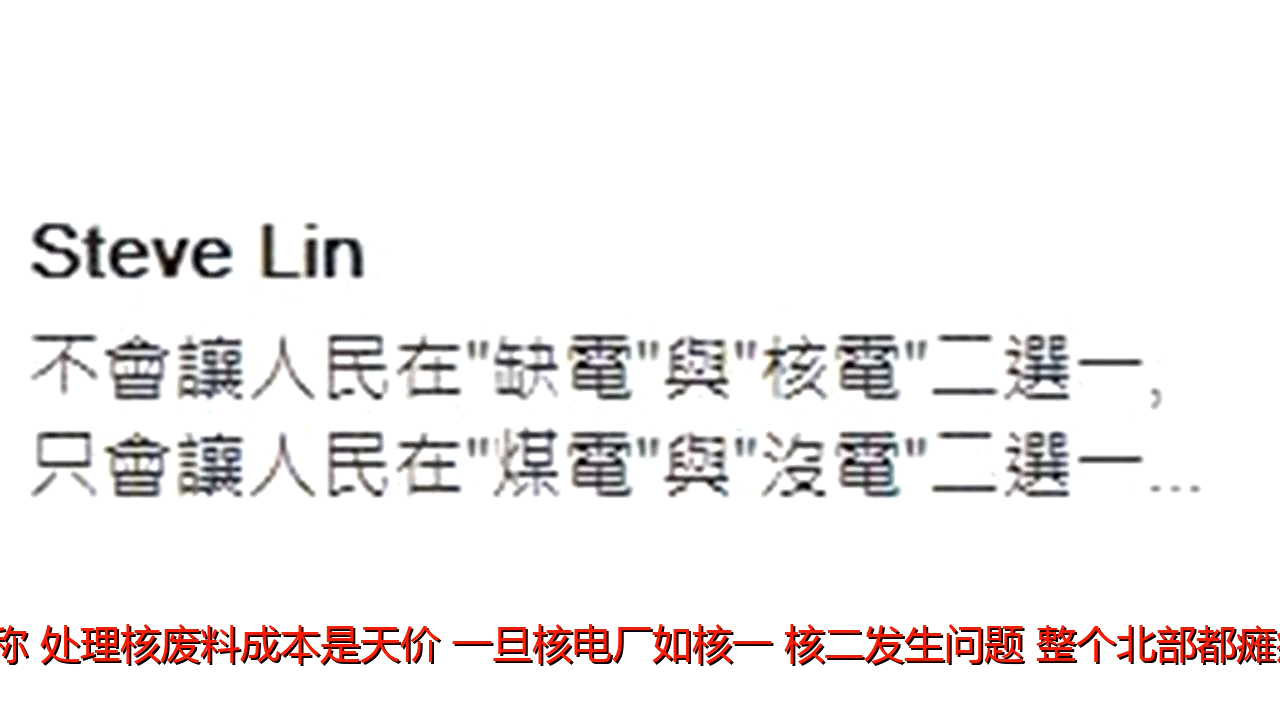 Steve Lin
不會讓人民在"缺電"與"核電"二選一,
只會讓人民在"煤電"與"沒電"二選一...
称 处理核废料成本是天价 一旦核电厂如核一 核二发生问题 整个北部都瘫